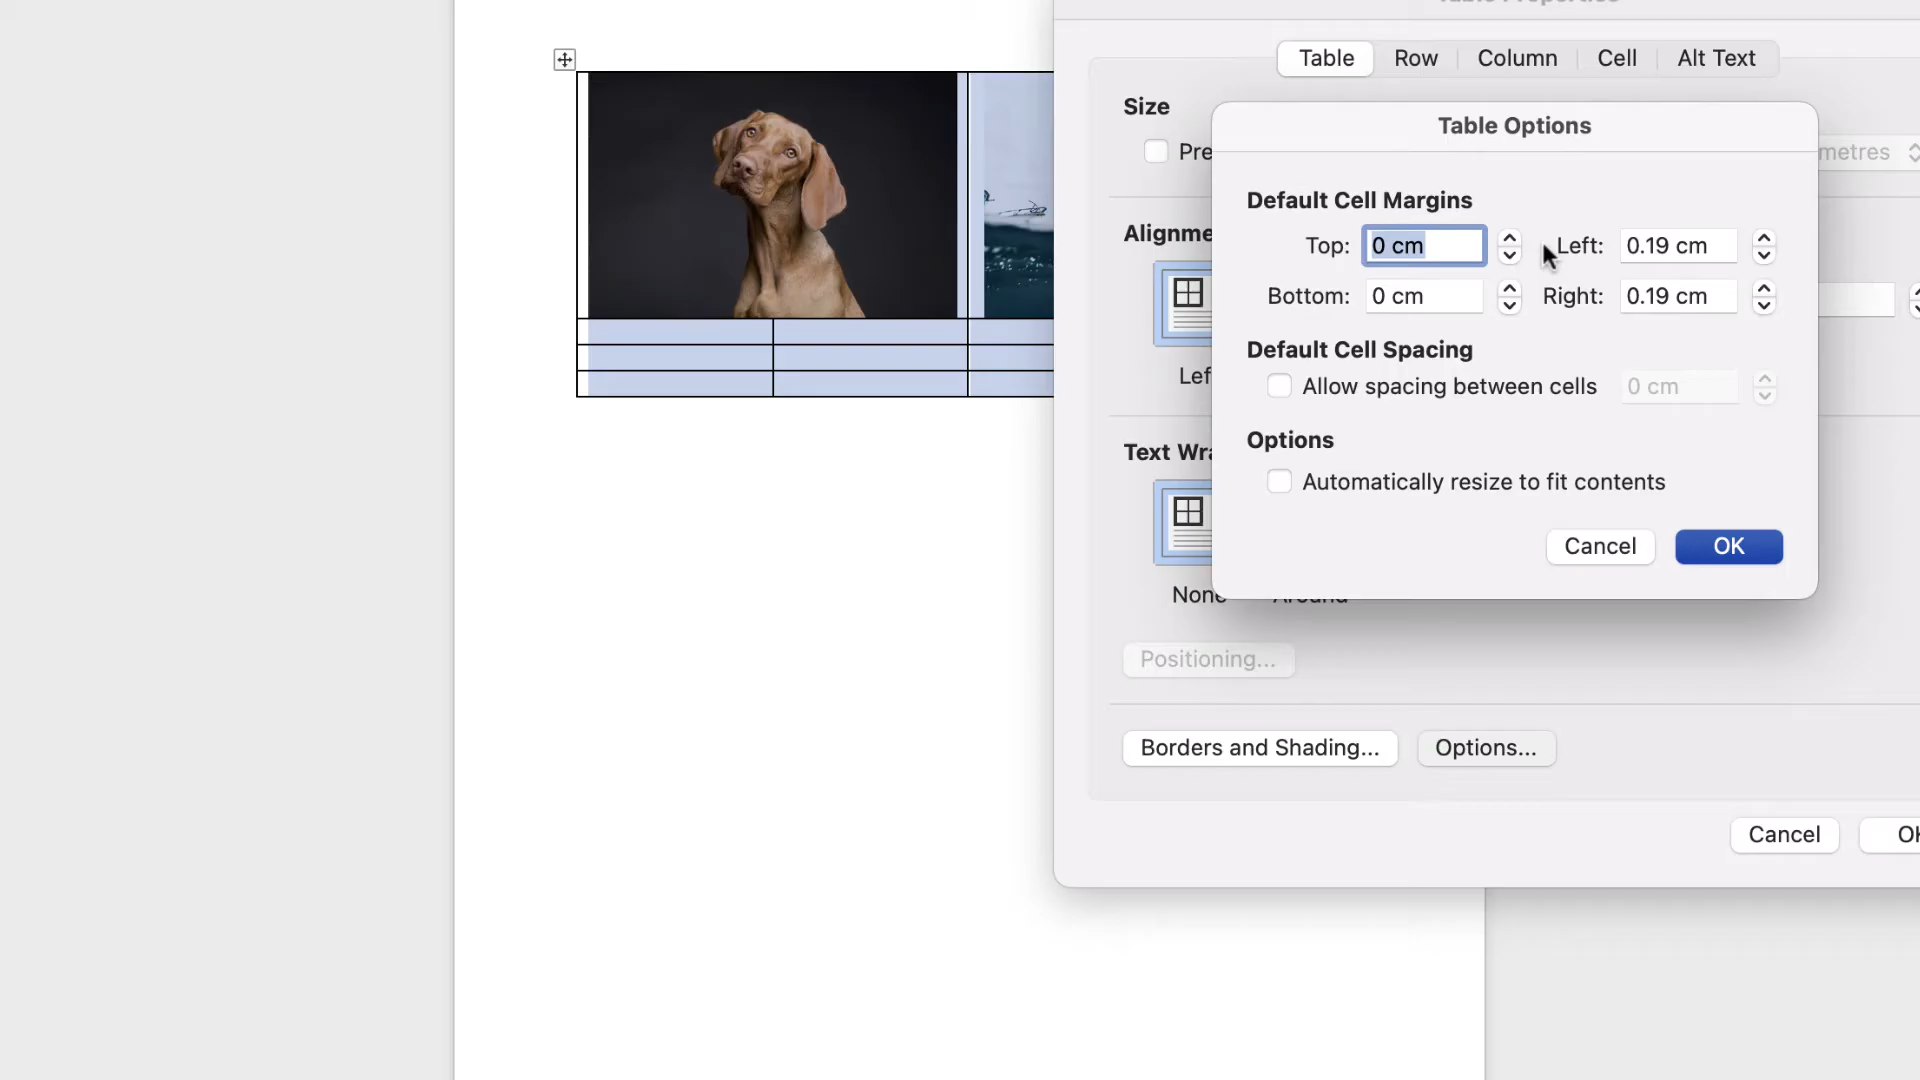 Table Row Column Cell Alt Text
Size
Table Options
Pre
metres
Default Cell Margins
Alignme
Top: 0 cm Left: 0.19 cm
Bottom: 0 cm Right: 0.19 cm
Default Cell Spacing
Lef
Allow spacing between cells 0 cm
Options
Text Wra
Automatically resize to fit contents
Cancel OK
None Around
Positioning...
Borders and Shading... Options...
Cancel OK